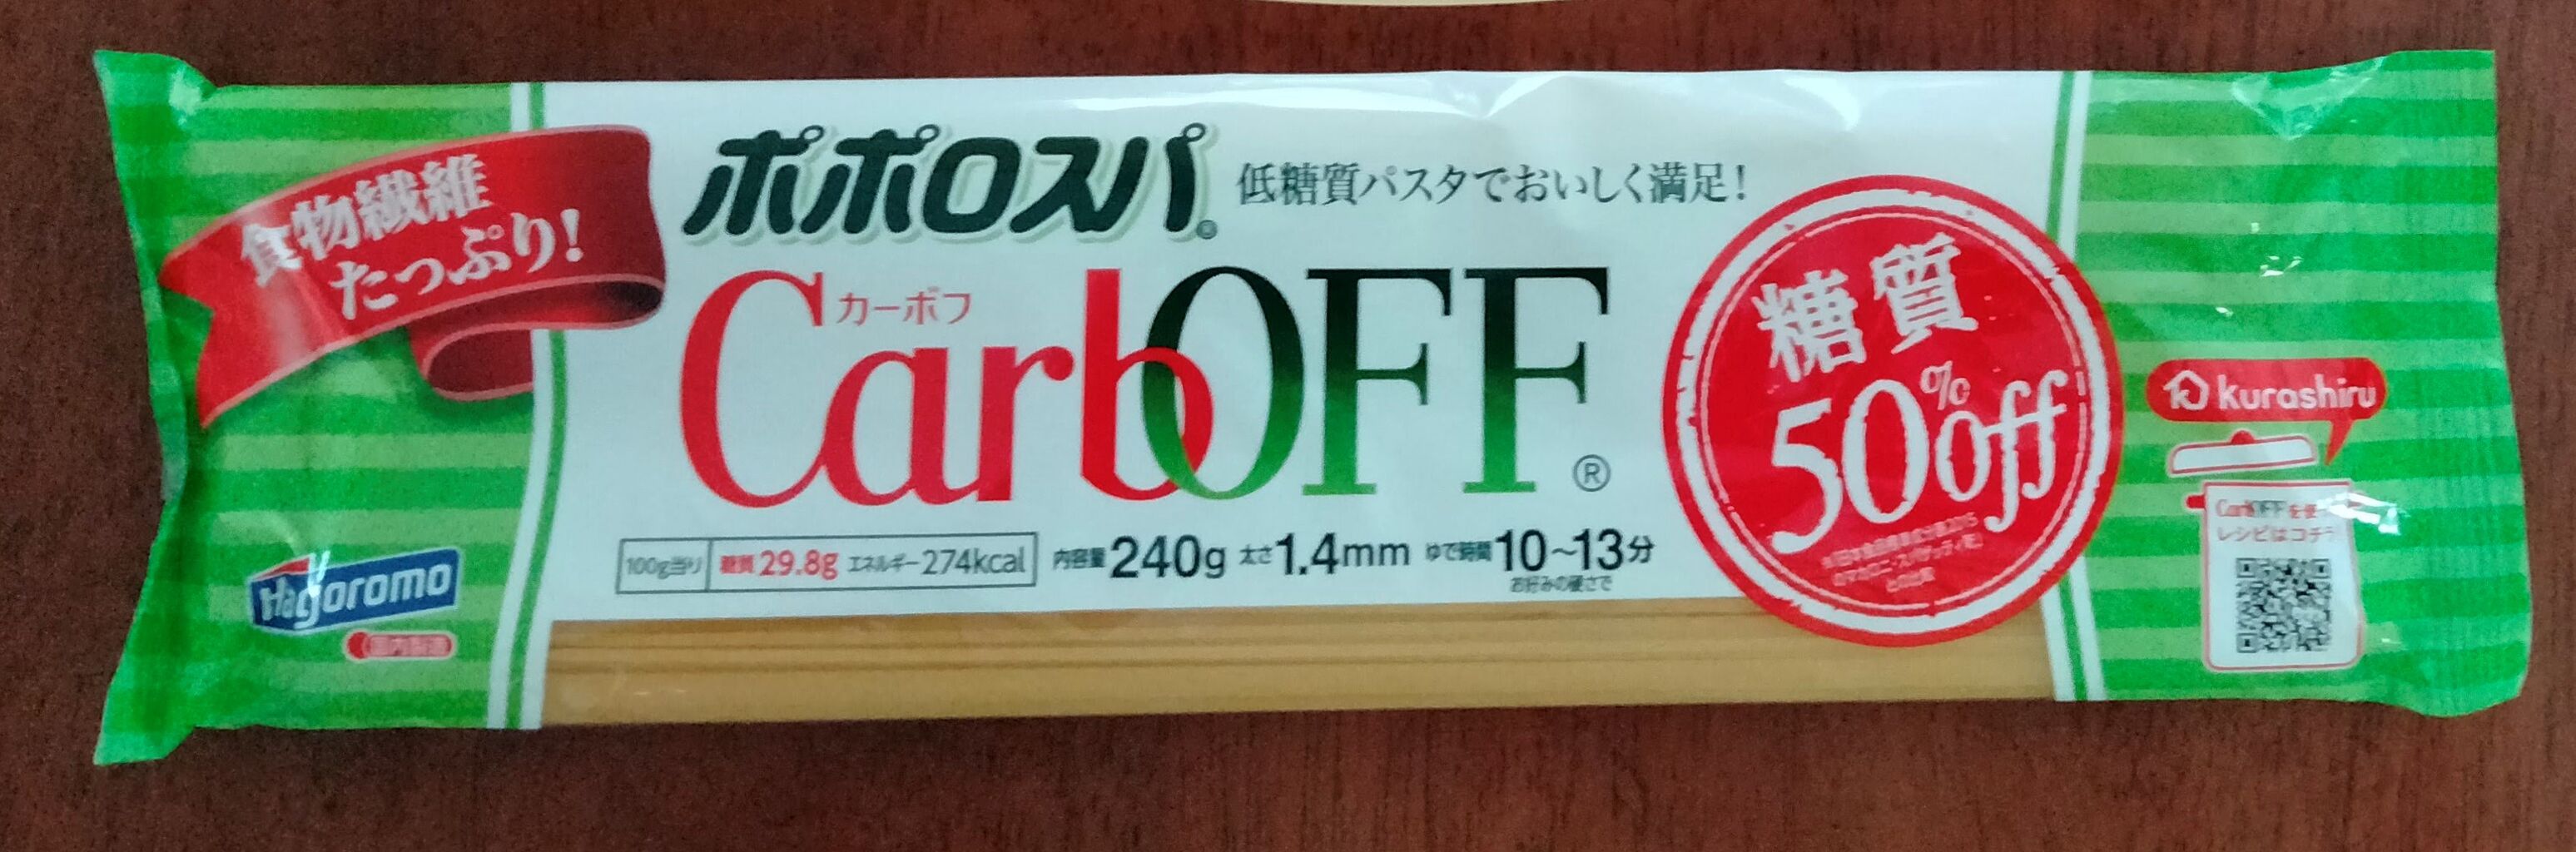 食物繊維
たっぷり!
ポポロスパ®
低糖質パスタでおいしく満足!
CarbOFF®
カーボフ
糖質
50%off
100g当り 糖質29.8g エネルギー274kcal
内容量240g 太さ1.4mm ゆで時間10~13分
お好みの硬さで
Hagoromo
国内製造
kurashiru
CarbOFFを使
レシピはコチラ